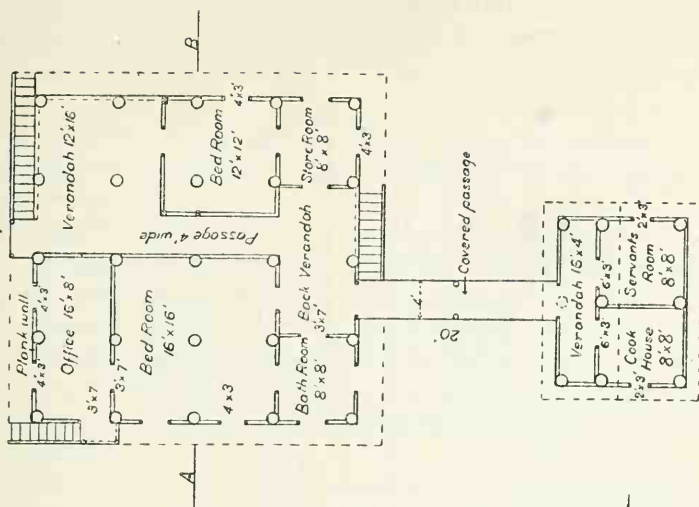 B
Verandah 12'x16'
Bed Room
12'x12'
4'x3'
Store Room
8'x8'
4'x3'
Passage 4' wide
Plank wall
4'x3'
4'x3'
Office 16'x8'
3'x7
3'x7'
Bed Room
16'x16'
4x3
Back Verandah
3'x7'
Bath Room
8'x8'
A
4'
20'
Covered passage
Verandah 16'x4'
6'x3'
6'x3'
Servants
Room
8'x8'
2'x3'
Cook
House
8'x8'
2'x3'